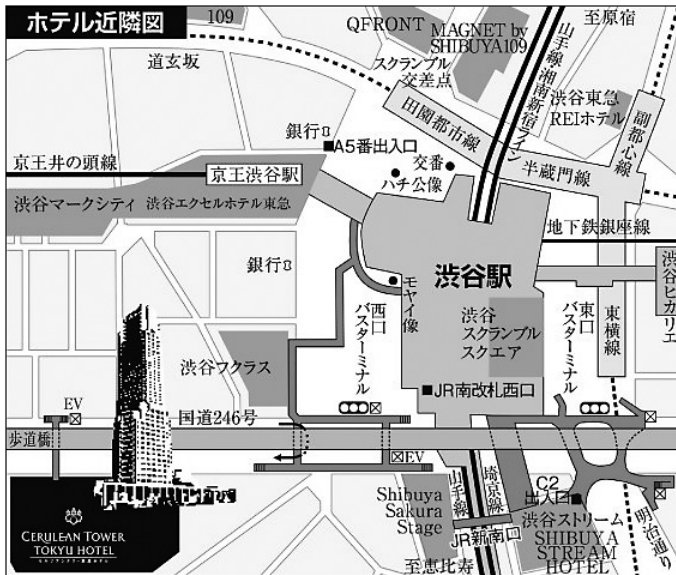 ホテル近隣図
109
QFRONT
MAGNET by
SHIBUYA109
至原宿
道玄坂
スクランブル
交差点
山手線
湘南新宿ライン
渋谷東急
REIホテル
田園都市線
副都心線
銀行
A5番出入口
交番
半蔵門線
京王井の頭線
京王渋谷駅
ハチ公像
渋谷マークシティ
渋谷エクセルホテル東急
地下鉄銀座線
銀行
渋谷駅
渋谷ヒカリエ
モヤイ像
西口
バスターミナル
渋谷
スクランブル
スクエア
東口
バスターミナル
東横線
渋谷フクラス
JR南改札西口
EV
国道246号
歩道橋
EV
山手線
埼京線
C2
出入口
Shibuya
Sakura
Stage
渋谷ストリーム
SHIBUYA
STREAM
HOTEL
JR新南口
明治通り
至恵比寿
CERULEAN TOWER
TOKYU HOTEL